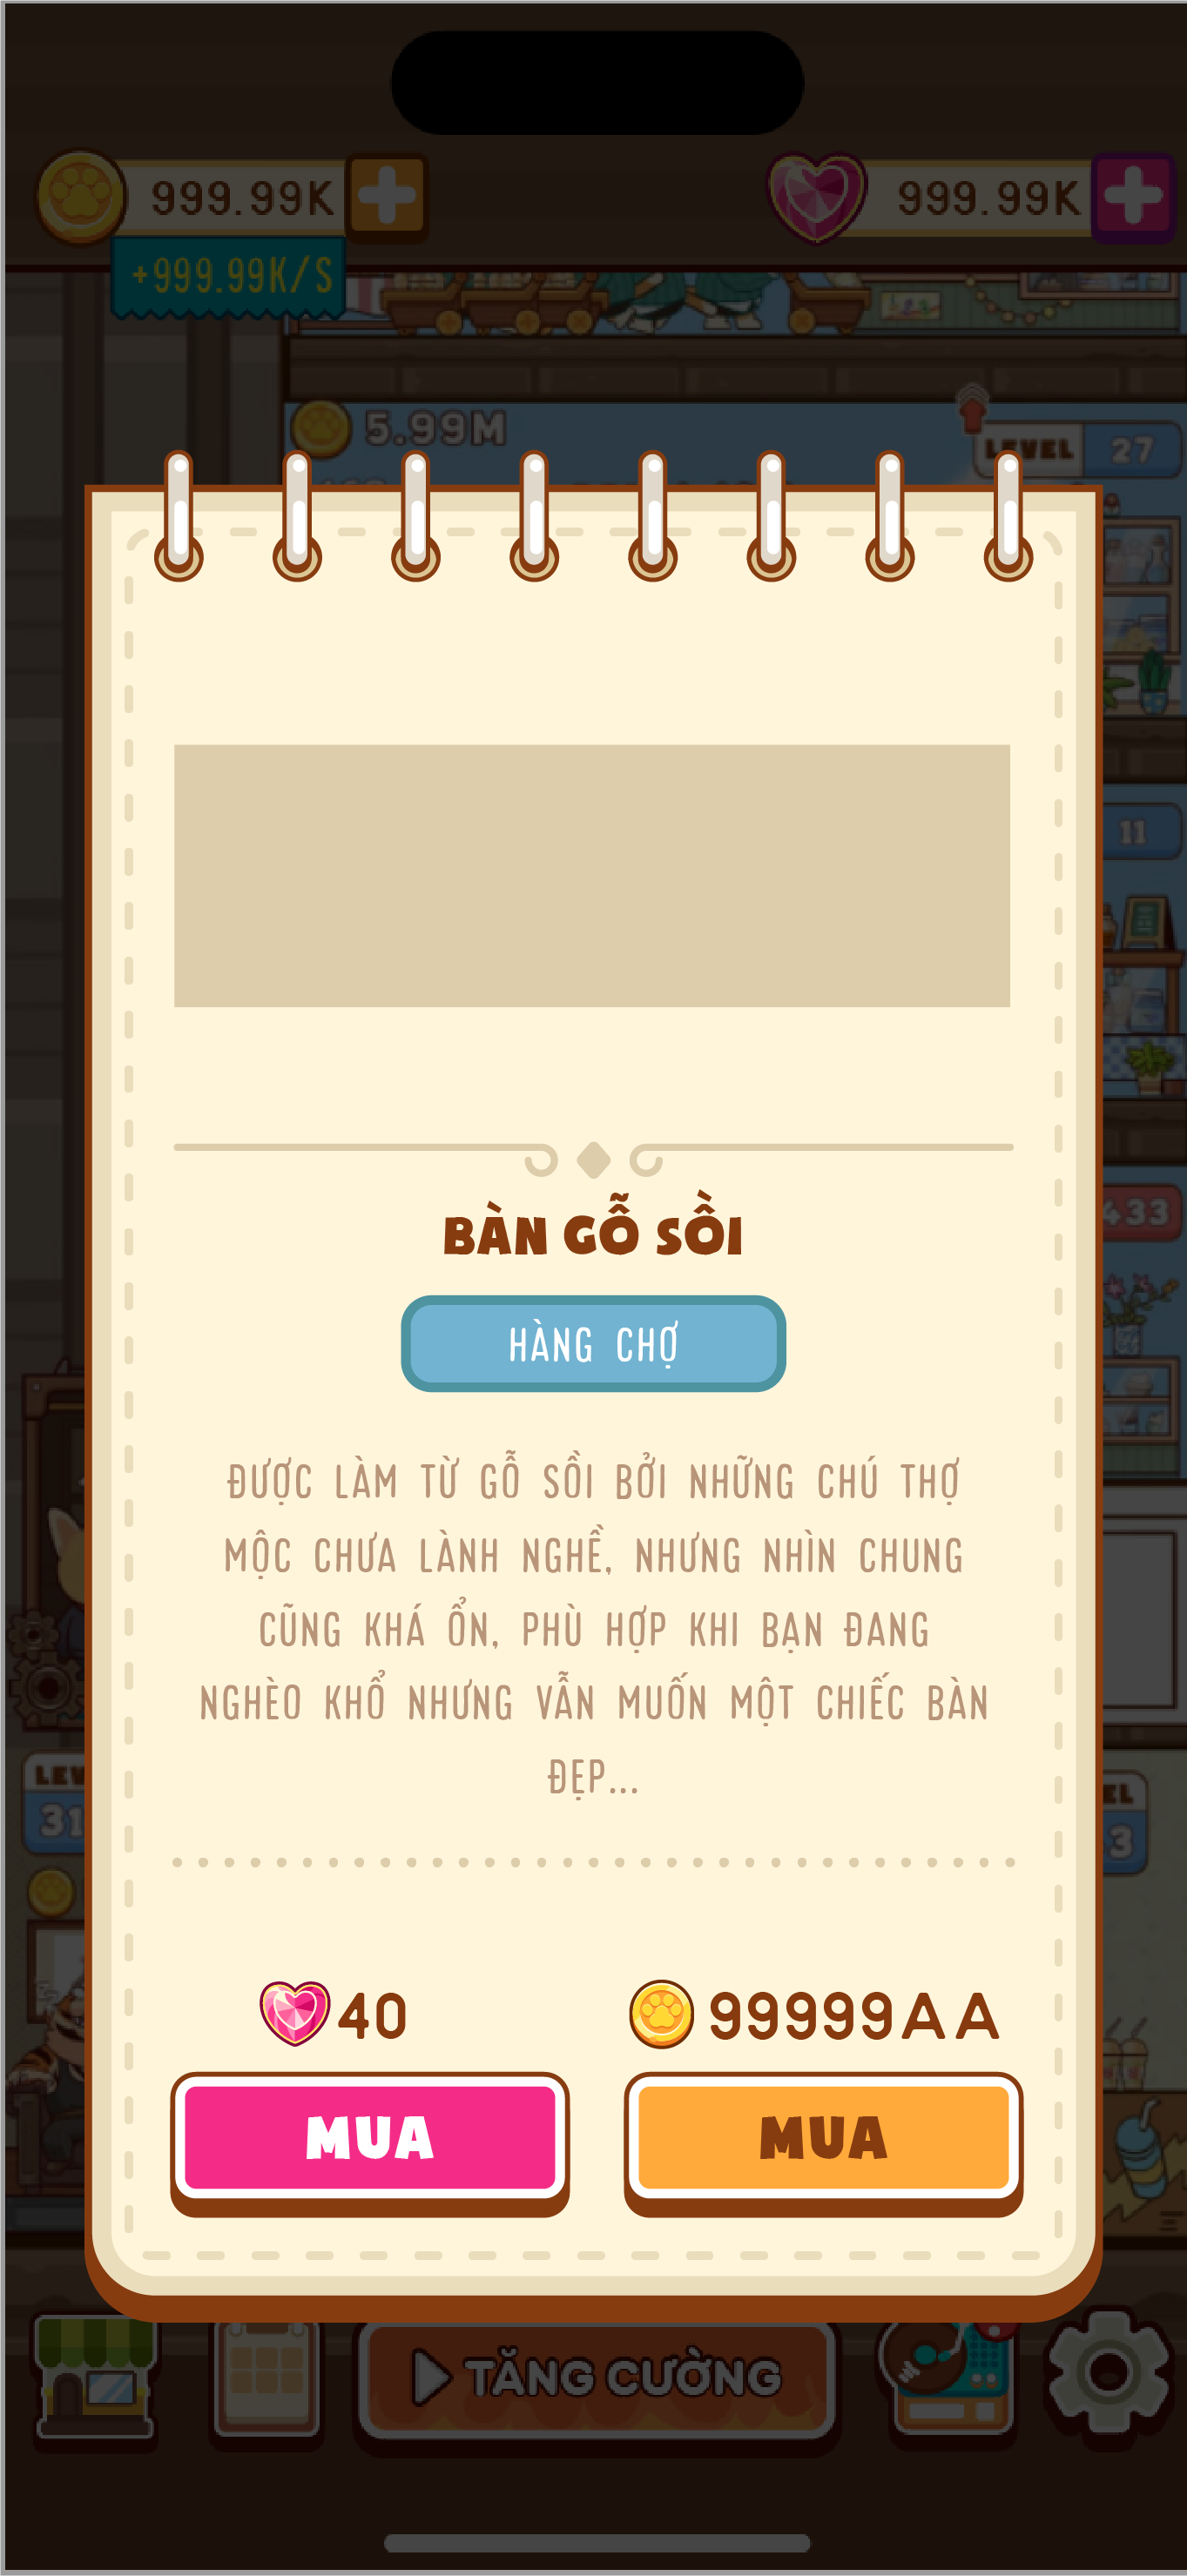 999.99K
999.99K
+999.99K/S
5.99M
LEVEL 27
11
433
BÀN GỖ SỒI
HÀNG CHỢ
ĐƯỢC LÀM TỪ GỖ SỒI BỞI NHỮNG CHÚ THỢ
MỘC CHƯA LÀNH NGHỀ, NHƯNG NHÌN CHUNG
CŨNG KHÁ ỔN, PHÙ HỢP KHI BẠN ĐANG
NGHÈO KHỔ NHƯNG VẪN MUỐN MỘT CHIẾC BÀN
ĐẸP...
31
3
40
99999AA
MUA
MUA
TĂNG CƯỜNG